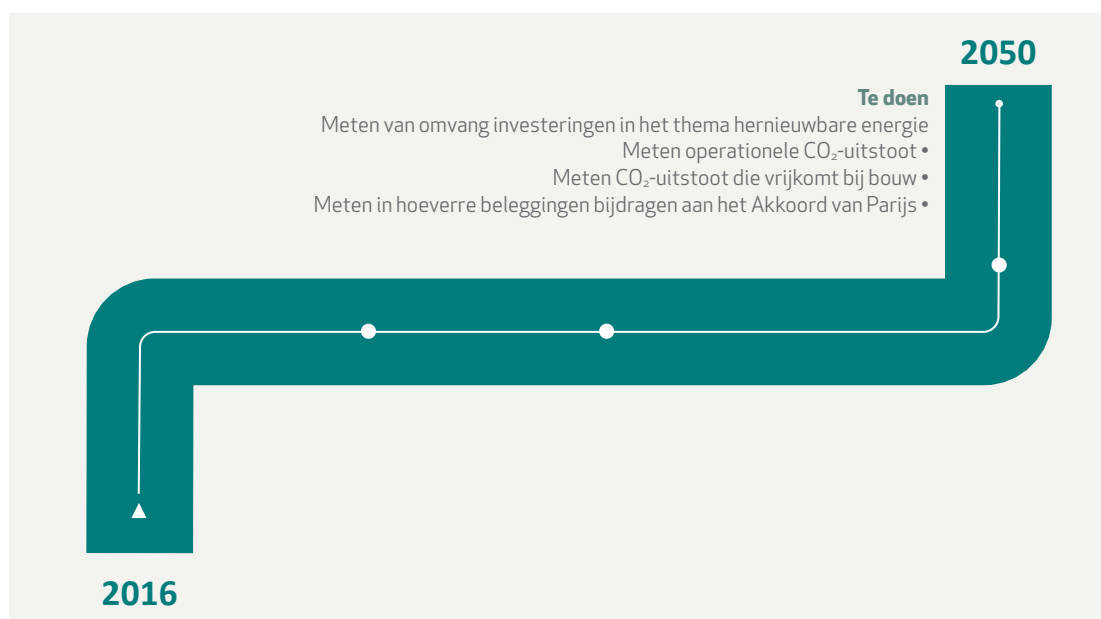 2050
Te doen
Meten van omvang investeringen in het thema hernieuwbare energie
Meten operationele CO₂-uitstoot •
Meten CO₂-uitstoot die vrijkomt bij bouw •
Meten in hoeverre beleggingen bijdragen aan het Akkoord van Parijs •
2016